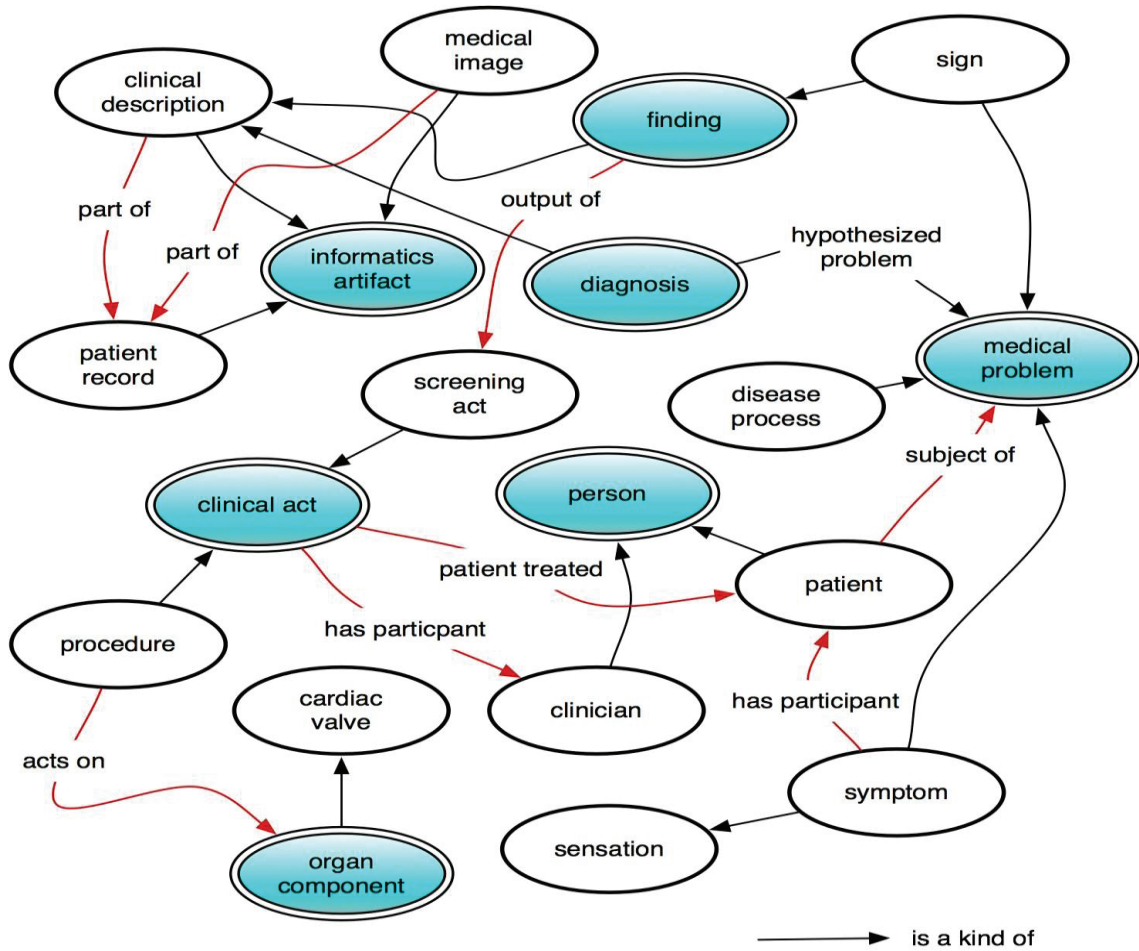 medical
image
sign
clinical
description
finding
output of
part of
hypothesized
problem
part of
informatics
artifact
diagnosis
patient
record
medical
problem
screening
act
disease
process
subject of
clinical act
person
patient treated
patient
has particpant
procedure
cardiac
valve
clinician
has participant
acts on
symptom
sensation
organ
component
is a kind of